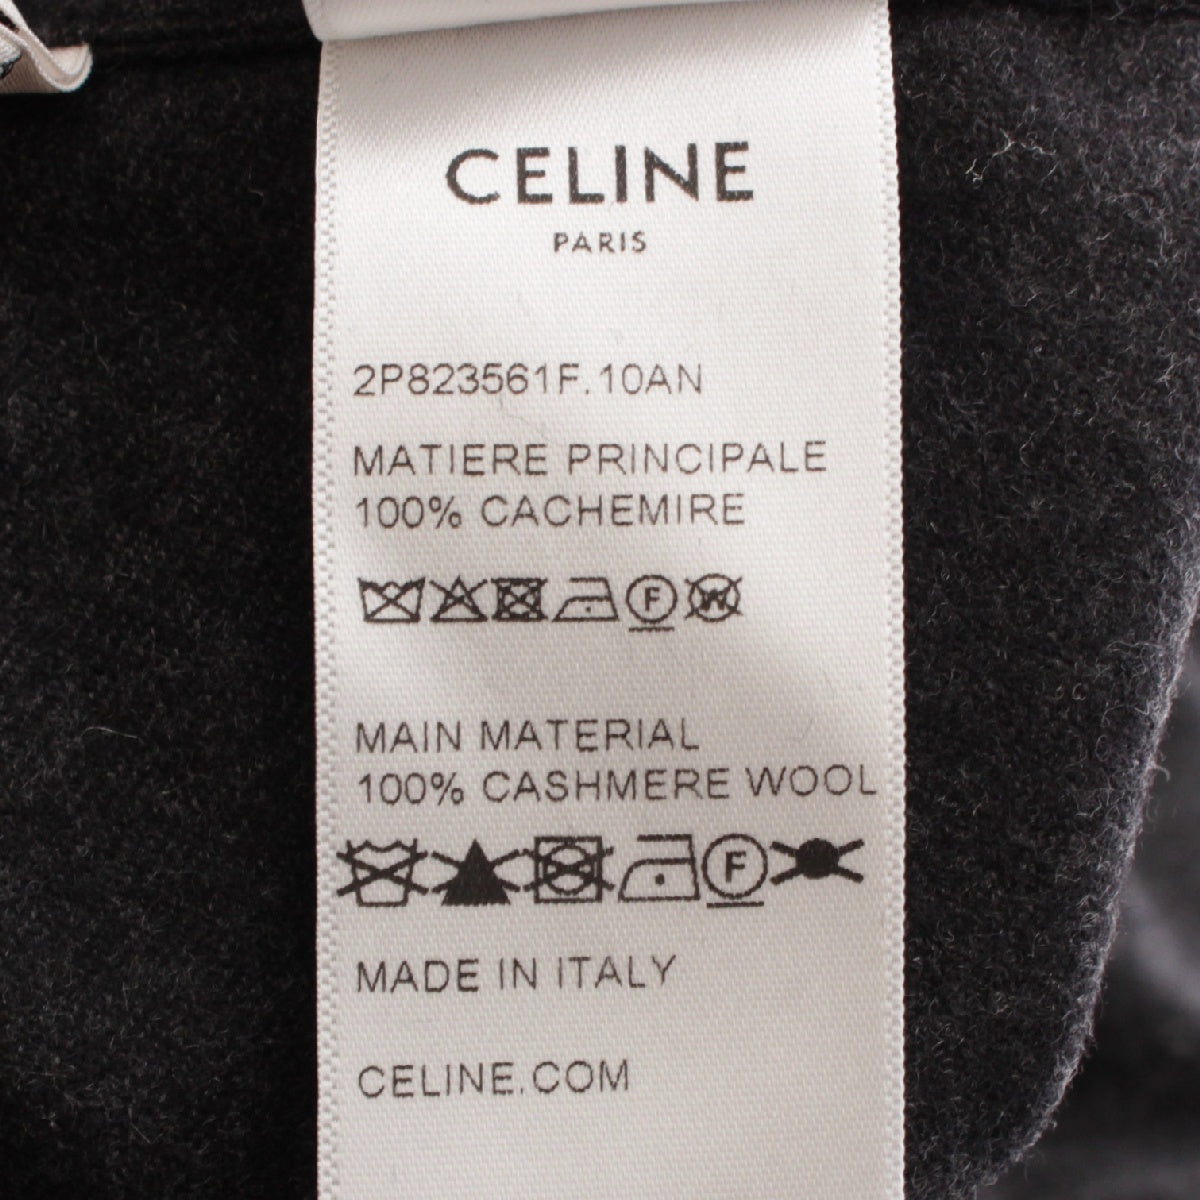 CELINE
PARIS
2P823561F.10AN
MATIERE PRINCIPALE
100% CACHEMIRE
F W
MAIN MATERIAL
100% CASHMERE WOOL
F
MADE IN ITALY
CELINE.COM